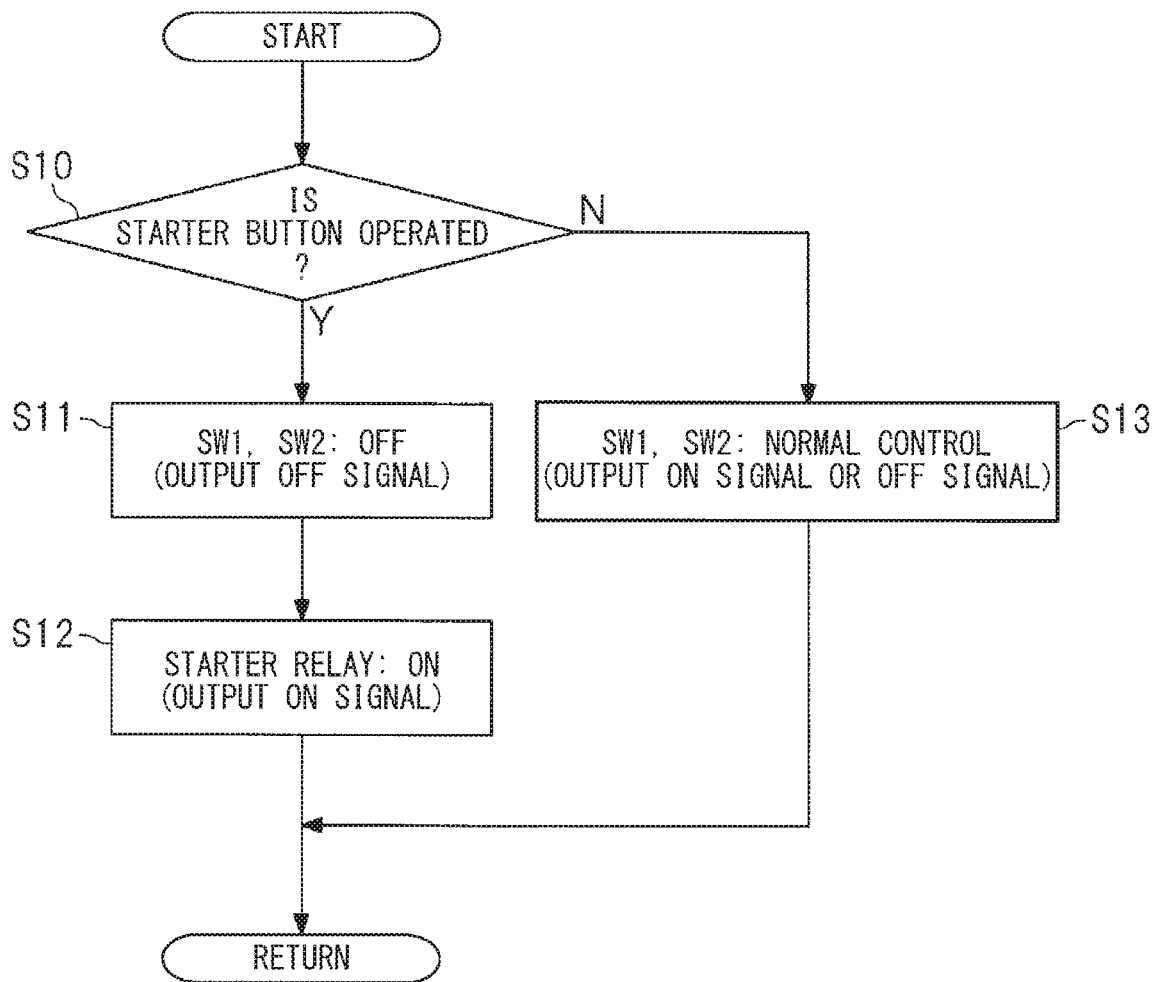 START
S10
IS
STARTER BUTTON OPERATED
?
N
Y
S11
SW1, SW2: OFF
(OUTPUT OFF SIGNAL)
SW1, SW2: NORMAL CONTROL
(OUTPUT ON SIGNAL OR OFF SIGNAL)
S13
S12
STARTER RELAY: ON
(OUTPUT ON SIGNAL)
RETURN